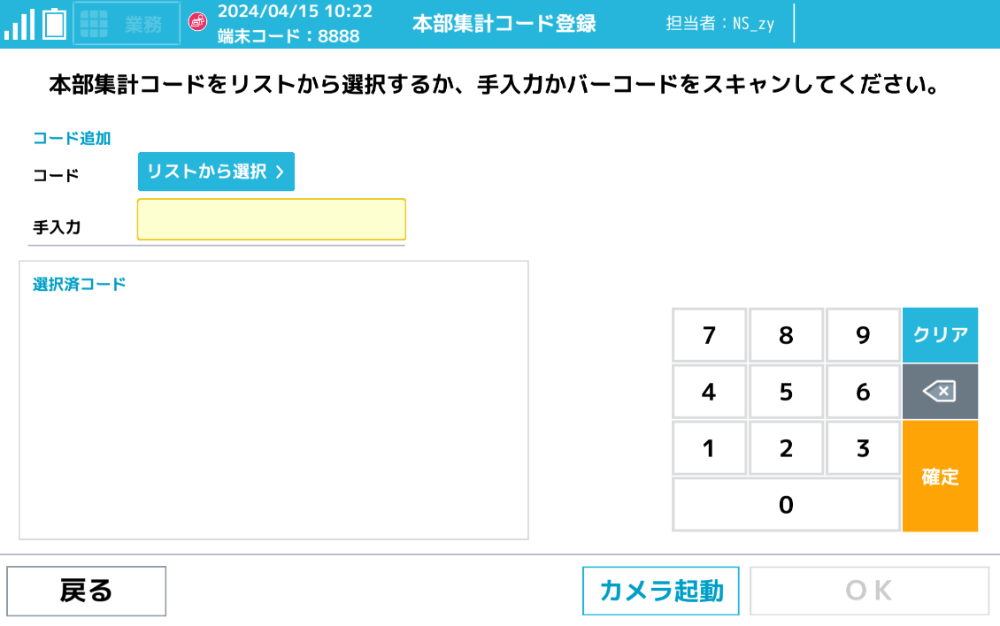 業務
2024/04/15 10:22
端末コード：8888
本部集計コード登録
担当者：NS_zy
本部集計コードをリストから選択するか、手入力かバーコードをスキャンしてください。
コード追加
コード
リストから選択
手入力
選択済コード
7
8
9
クリア
4
5
6
1
2
3
確定
0
戻る
カメラ起動
OK